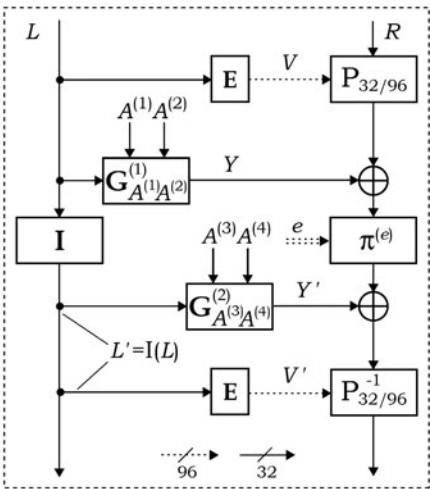 L R
E V P32/96
A(1)A(2)
G(1)A(1)A(2) Y
I A(3)A(4) e π(e)
G(2)A(3)A(4) Y'
L'=I(L)
E V' P-132/96
96 32